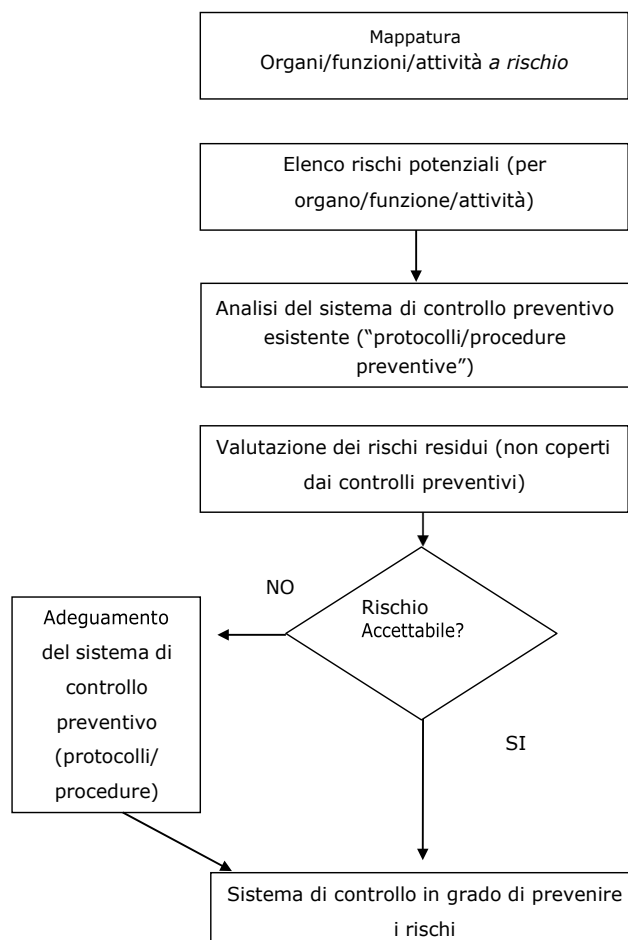 Mappatura
Organi/funzioni/attività a rischio
Elenco rischi potenziali (per
organo/funzione/attività)
Analisi del sistema di controllo preventivo
esistente (“protocolli/procedure
preventive”)
Valutazione dei rischi residui (non coperti
dai controlli preventivi)
NO
Rischio
Accettabile?
Adeguamento
del sistema di
controllo
preventivo
(protocolli/
procedure)
SI
Sistema di controllo in grado di prevenire
i rischi